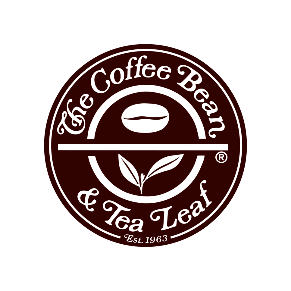 The Coffee Bean
®
& Tea Leaf
Est. 1963